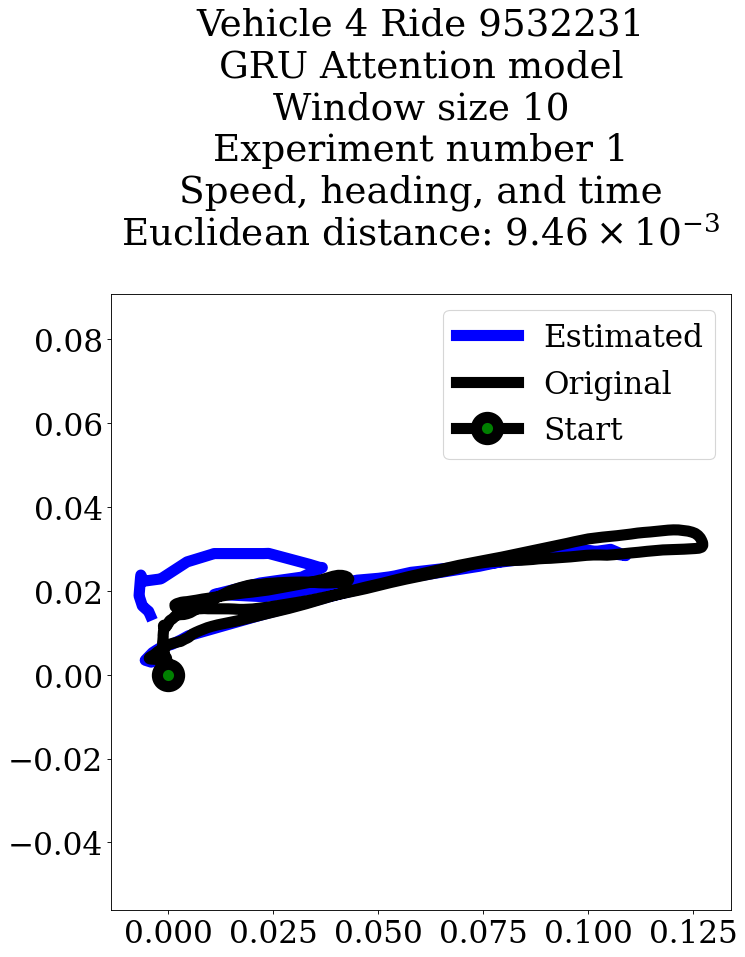 Vehicle 4 Ride 9532231
GRU Attention model
Window size 10
Experiment number 1
Speed, heading, and time
Euclidean distance: 9.46 × 10⁻³
Estimated
Original
Start
0.08
0.06
0.04
0.02
0.00
−0.02
−0.04
0.000 0.025 0.050 0.075 0.100 0.125